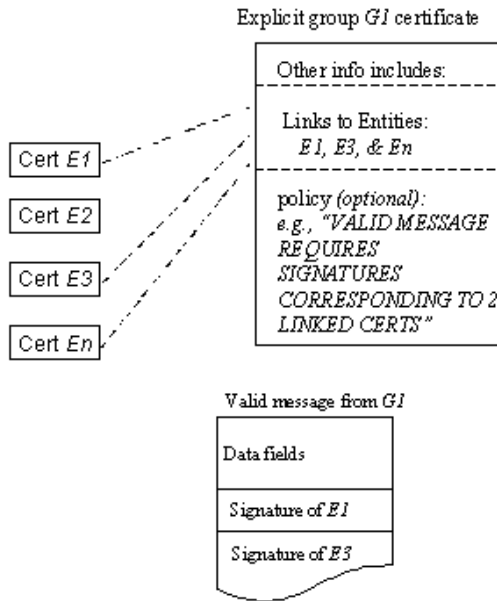 Explicit group G1 certificate
Other info includes:
Links to Entities:
E1, E3, & En
policy (optional):
e.g., "VALID MESSAGE
REQUIRES
SIGNATURES
CORRESPONDING TO 2
LINKED CERTS"
Cert E1
Cert E2
Cert E3
Cert En
Valid message from G1
Data fields
Signature of E1
Signature of E3